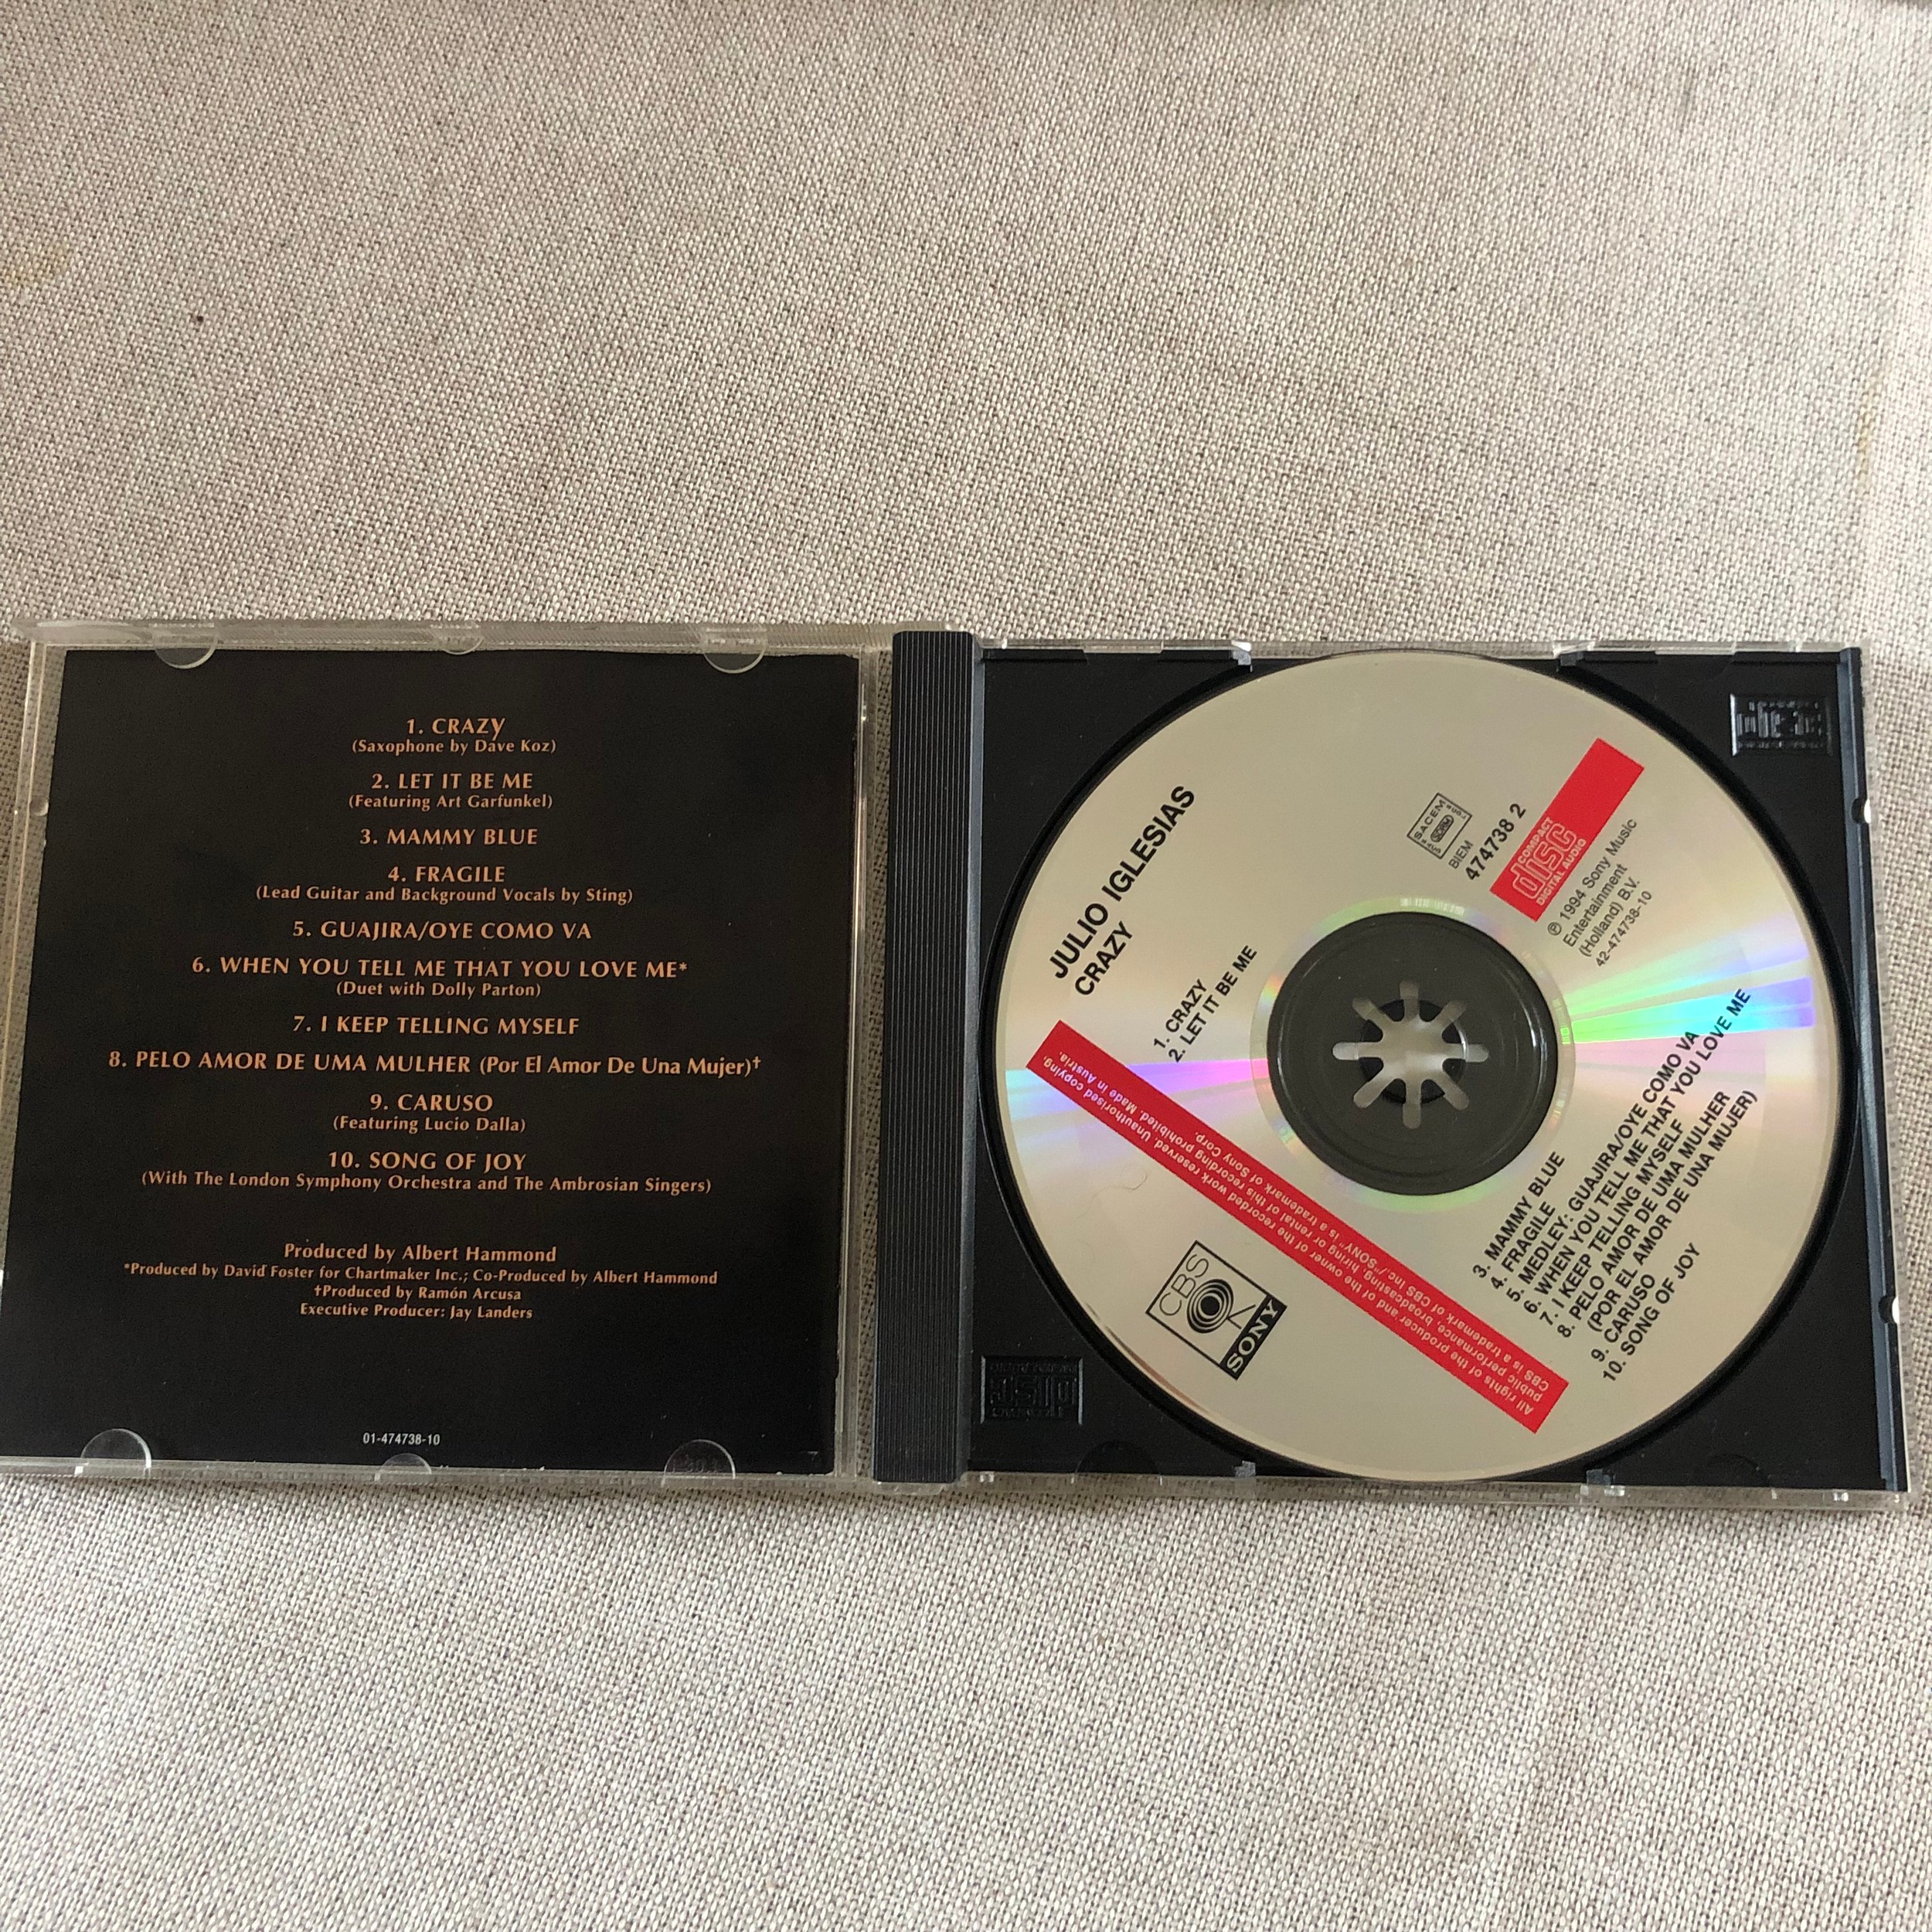 1. CRAZy
(Saxophone by Dave Koz)
2. LET IT BE ME
(Featuring Art Garfunkel)
3. MAMMY BLUE
4. FRAGILE
(Lead Guitar and Background Vocals by Sting)
5. GUAJIRA/OYE COMO VA
6. WHEN YOU TELL ME THAT YOU LOVE ME*
(Duet with Dolly Parton)
7. I KEEP TELLING MYSELF
8. PELO AMOR DE UMA MULHER (Por El Amor De Una Mujer)†
9. CARUSO
(Featuring Lucio Dalla)
10. SONG OF JOY
(With The London Symphony Orchestra and The Ambrosian Singers)
Produced by Albert Hammond
*Produced by David Foster for Chartmaker Inc.; Co-Produced by Albert Hammond
†Produced by Ramón Arcusa
Executive Producer: Jay Landers
01-474738-10
JULIO IGLESIAS
CRAZY
1. CRAZY
2. LET IT BE ME
SACEM
BIEM
474738 2
COMPACT
disc
DIGITAL AUDIO
℗ 1994 Sony Music
Entertainment
(Holland) B.V.
42-474738-10
3. MAMMY BLUE
4. FRAGILE
5. MEDLEY: GUAJIRA/OYE COMO VA
6. WHEN YOU TELL ME THAT YOU LOVE ME
7. I KEEP TELLING MYSELF
8. PELO AMOR DE UMA MULHER
(POR EL AMOR DE UNA MUJER)
9. CARUSO
10. SONG OF JOY
CBS
SONY
All rights of the producer and of the owner of the recorded work reserved. Unauthorised copying,
public performance, broadcasting, hiring or rental of this recording prohibited. Made in Austria.
CBS is a trademark of CBS Inc./"SONY" is a trademark of Sony Corp.